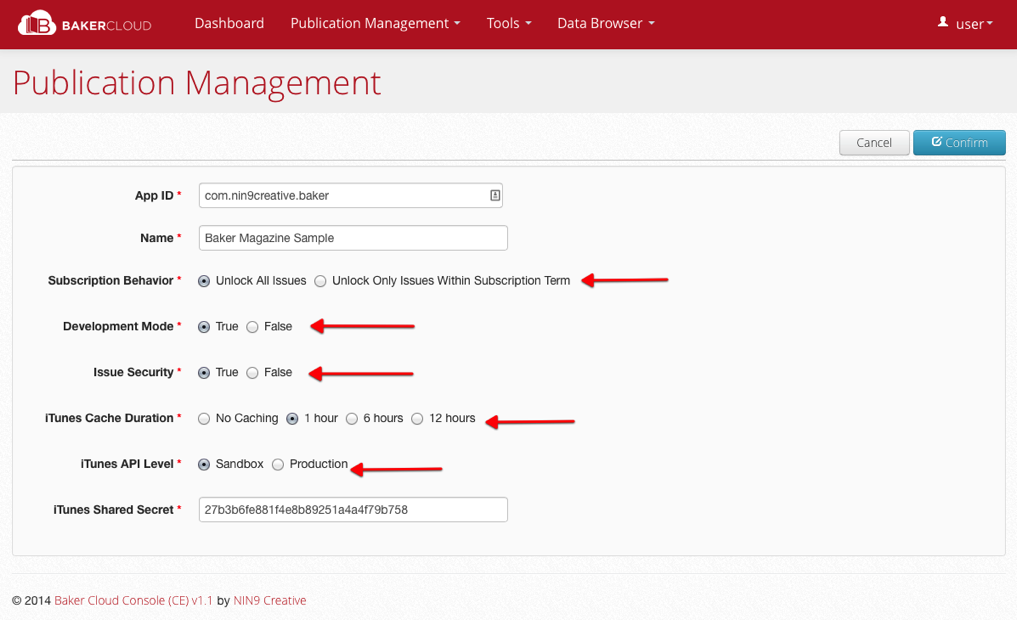 BAKERCLOUD Dashboard Publication Management Tools Data Browser user
Publication Management
Cancel Confirm
App ID * com.nin9creative.baker
Name * Baker Magazine Sample
Subscription Behavior * Unlock All Issues Unlock Only Issues Within Subscription Term
Development Mode * True False
Issue Security * True False
iTunes Cache Duration * No Caching 1 hour 6 hours 12 hours
iTunes API Level * Sandbox Production
iTunes Shared Secret * 27b3b6fe881f4e8b89251a4a4f79b758
© 2014 Baker Cloud Console (CE) v1.1 by NIN9 Creative